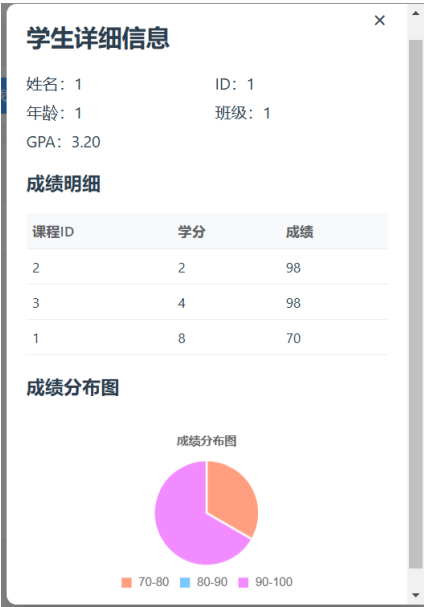 ×
学生详细信息
姓名：1 ID：1
年龄：1 班级：1
GPA：3.20
成绩明细
课程ID 学分 成绩
2 2 98
3 4 98
1 8 70
成绩分布图
成绩分布图
70-80 80-90 90-100